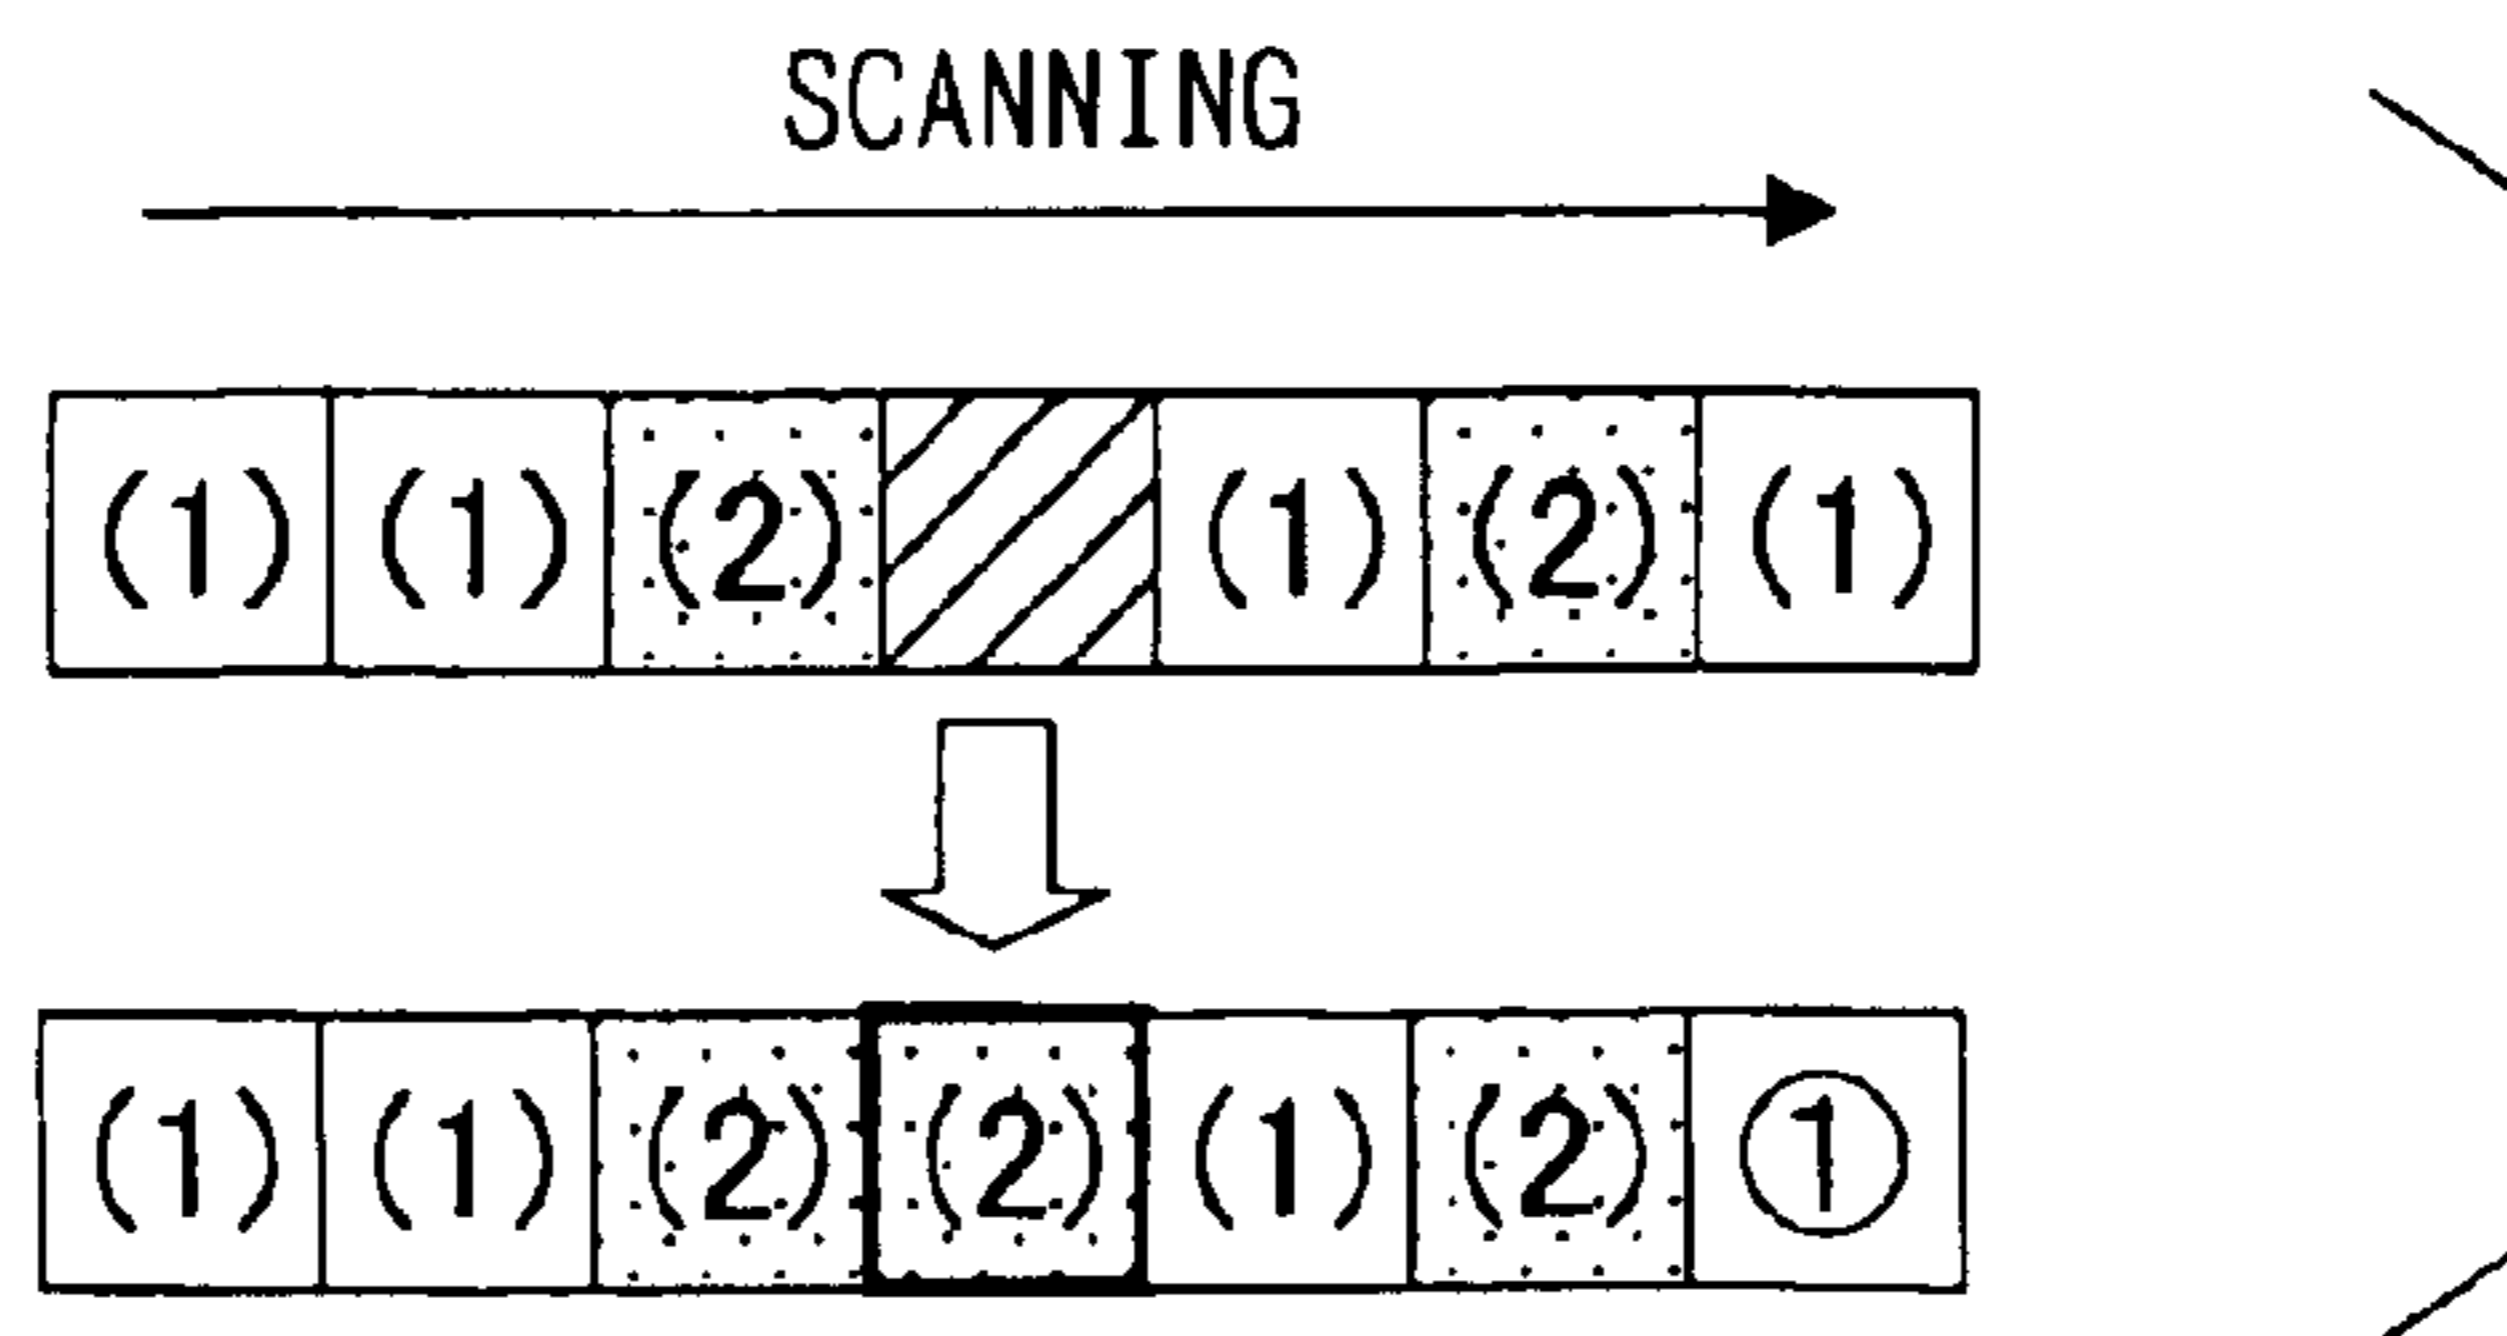 SCANNING
(1) (1) (2) (1) (2) (1)
(1) (1) (2) (2) (1) (2) ①